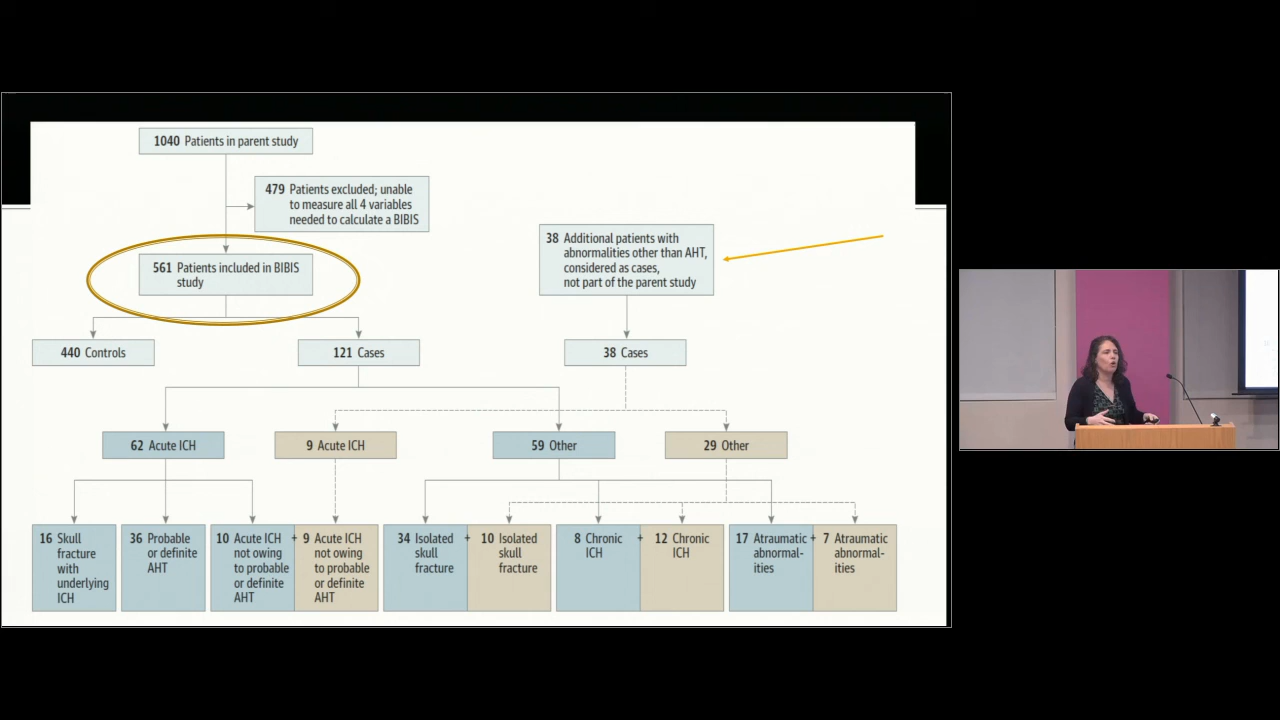 1040 Patients in parent study
479 Patients excluded; unable
to measure all 4 variables
needed to calculate a BIBIS
561 Patients included in BIBIS
study
38 Additional patients with
abnormalities other than AHT,
considered as cases,
not part of the parent study
440 Controls
121 Cases
38 Cases
62 Acute ICH
9 Acute ICH
59 Other
29 Other
16 Skull
fracture
with
underlying
ICH
36 Probable
or definite
AHT
10 Acute ICH
not owing
to probable
or definite
AHT
+
9 Acute ICH
not owing
to probable
or definite
AHT
34 Isolated
skull
fracture
+
10 Isolated
skull
fracture
8 Chronic
ICH
+
12 Chronic
ICH
17 Atraumatic
abnormal-
ities
+
7 Atraumatic
abnormal-
ities